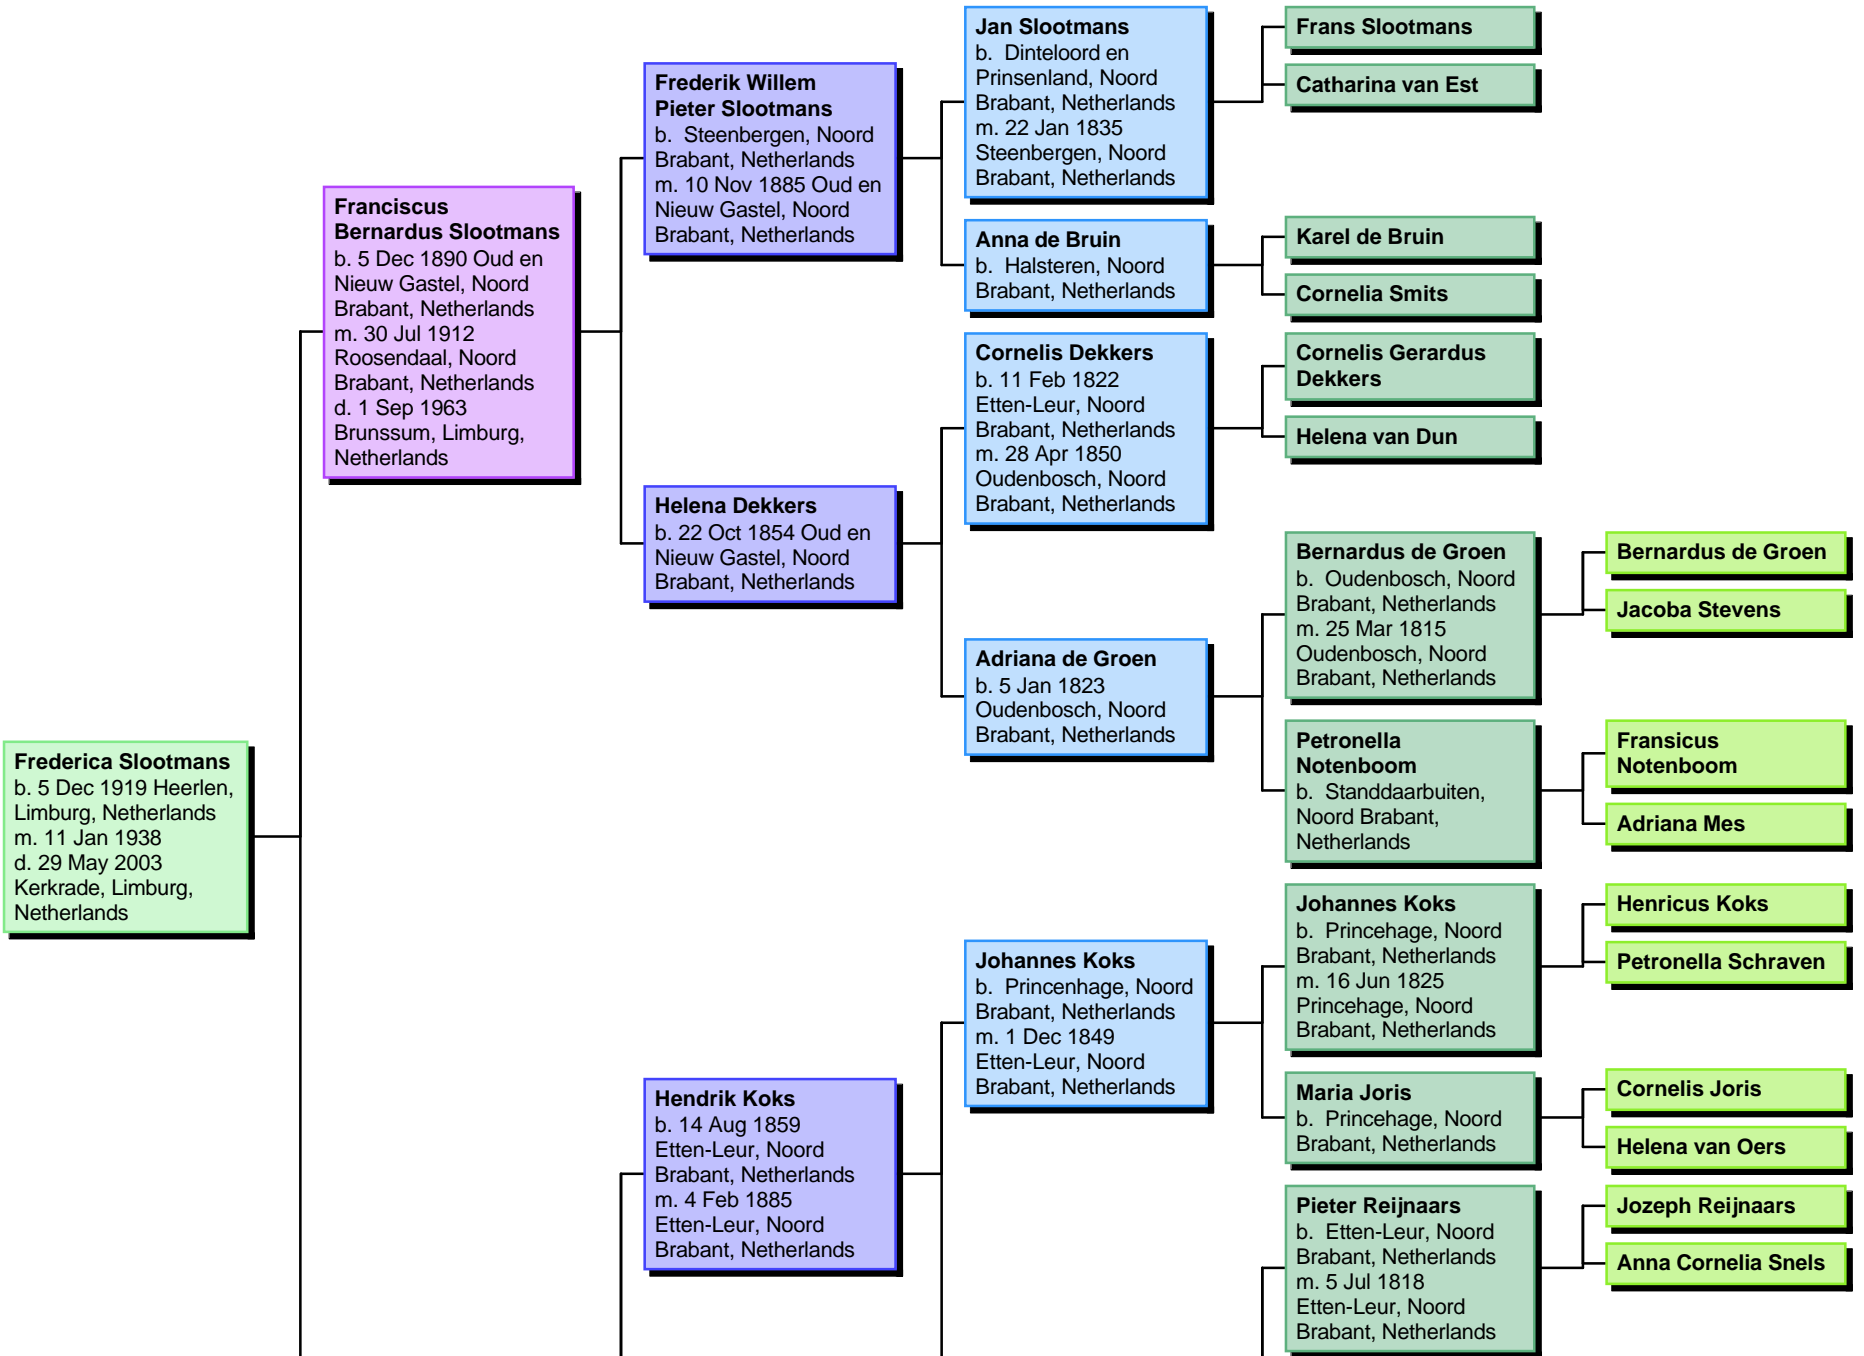 Frederica Slootmans
b. 5 Dec 1919 Heerlen,
Limburg, Netherlands
m. 11 Jan 1938
d. 29 May 2003
Kerkrade, Limburg,
Netherlands
Franciscus
Bernardus Slootmans
b. 5 Dec 1890 Oud en
Nieuw Gastel, Noord
Brabant, Netherlands
m. 30 Jul 1912
Roosendaal, Noord
Brabant, Netherlands
d. 1 Sep 1963
Brunssum, Limburg,
Netherlands
Frederik Willem
Pieter Slootmans
b.  Steenbergen, Noord
Brabant, Netherlands
m. 10 Nov 1885 Oud en
Nieuw Gastel, Noord
Brabant, Netherlands
Helena Dekkers
b. 22 Oct 1854 Oud en
Nieuw Gastel, Noord
Brabant, Netherlands
Hendrik Koks
b. 14 Aug 1859
Etten-Leur, Noord
Brabant, Netherlands
m. 4 Feb 1885
Etten-Leur, Noord
Brabant, Netherlands
Jan Slootmans
b.  Dinteloord en
Prinsenland, Noord
Brabant, Netherlands
m. 22 Jan 1835
Steenbergen, Noord
Brabant, Netherlands
Anna de Bruin
b.  Halsteren, Noord
Brabant, Netherlands
Cornelis Dekkers
b. 11 Feb 1822
Etten-Leur, Noord
Brabant, Netherlands
m. 28 Apr 1850
Oudenbosch, Noord
Brabant, Netherlands
Adriana de Groen
b. 5 Jan 1823
Oudenbosch, Noord
Brabant, Netherlands
Johannes Koks
b.  Princenhage, Noord
Brabant, Netherlands
m. 1 Dec 1849
Etten-Leur, Noord
Brabant, Netherlands
Frans Slootmans
Catharina van Est
Karel de Bruin
Cornelia Smits
Cornelis Gerardus
Dekkers
Helena van Dun
Bernardus de Groen
b.  Oudenbosch, Noord
Brabant, Netherlands
m. 25 Mar 1815
Oudenbosch, Noord
Brabant, Netherlands
Petronella
Notenboom
b.  Standdaarbuiten,
Noord Brabant,
Netherlands
Johannes Koks
b.  Princehage, Noord
Brabant, Netherlands
m. 16 Jun 1825
Princehage, Noord
Brabant, Netherlands
Maria Joris
b.  Princehage, Noord
Brabant, Netherlands
Pieter Reijnaars
b.  Etten-Leur, Noord
Brabant, Netherlands
m. 5 Jul 1818
Etten-Leur, Noord
Brabant, Netherlands
Bernardus de Groen
Jacoba Stevens
Fransicus
Notenboom
Adriana Mes
Henricus Koks
Petronella Schraven
Cornelis Joris
Helena van Oers
Jozeph Reijnaars
Anna Cornelia Snels